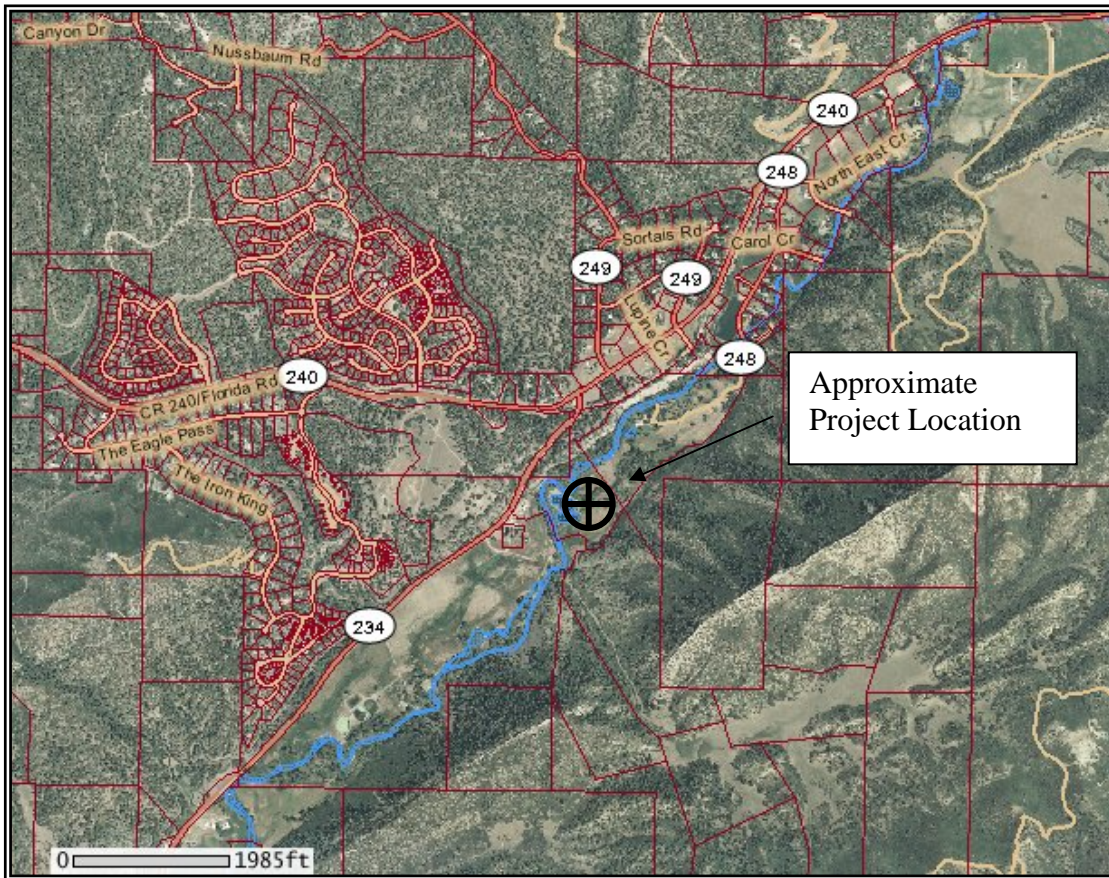 Canyon Dr
Nussbaum Rd
240
248
North East Cr
Sortais Rd
Carol Cr
249
249
Lupine Cr
248
240
CR 240/Florida Rd
The Eagle Pass
The Iron King
Approximate
Project Location
234
0 1985ft